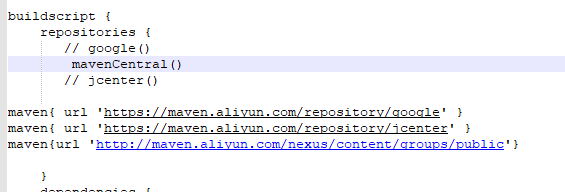 buildscript {
    repositories {
       // google()
        mavenCentral()
       // jcenter()
maven{ url 'https://maven.aliyun.com/repository/google' }
maven{ url 'https://maven.aliyun.com/repository/jcenter' }
maven{url 'http://maven.aliyun.com/nexus/content/groups/public'}
    }
    dependencies {